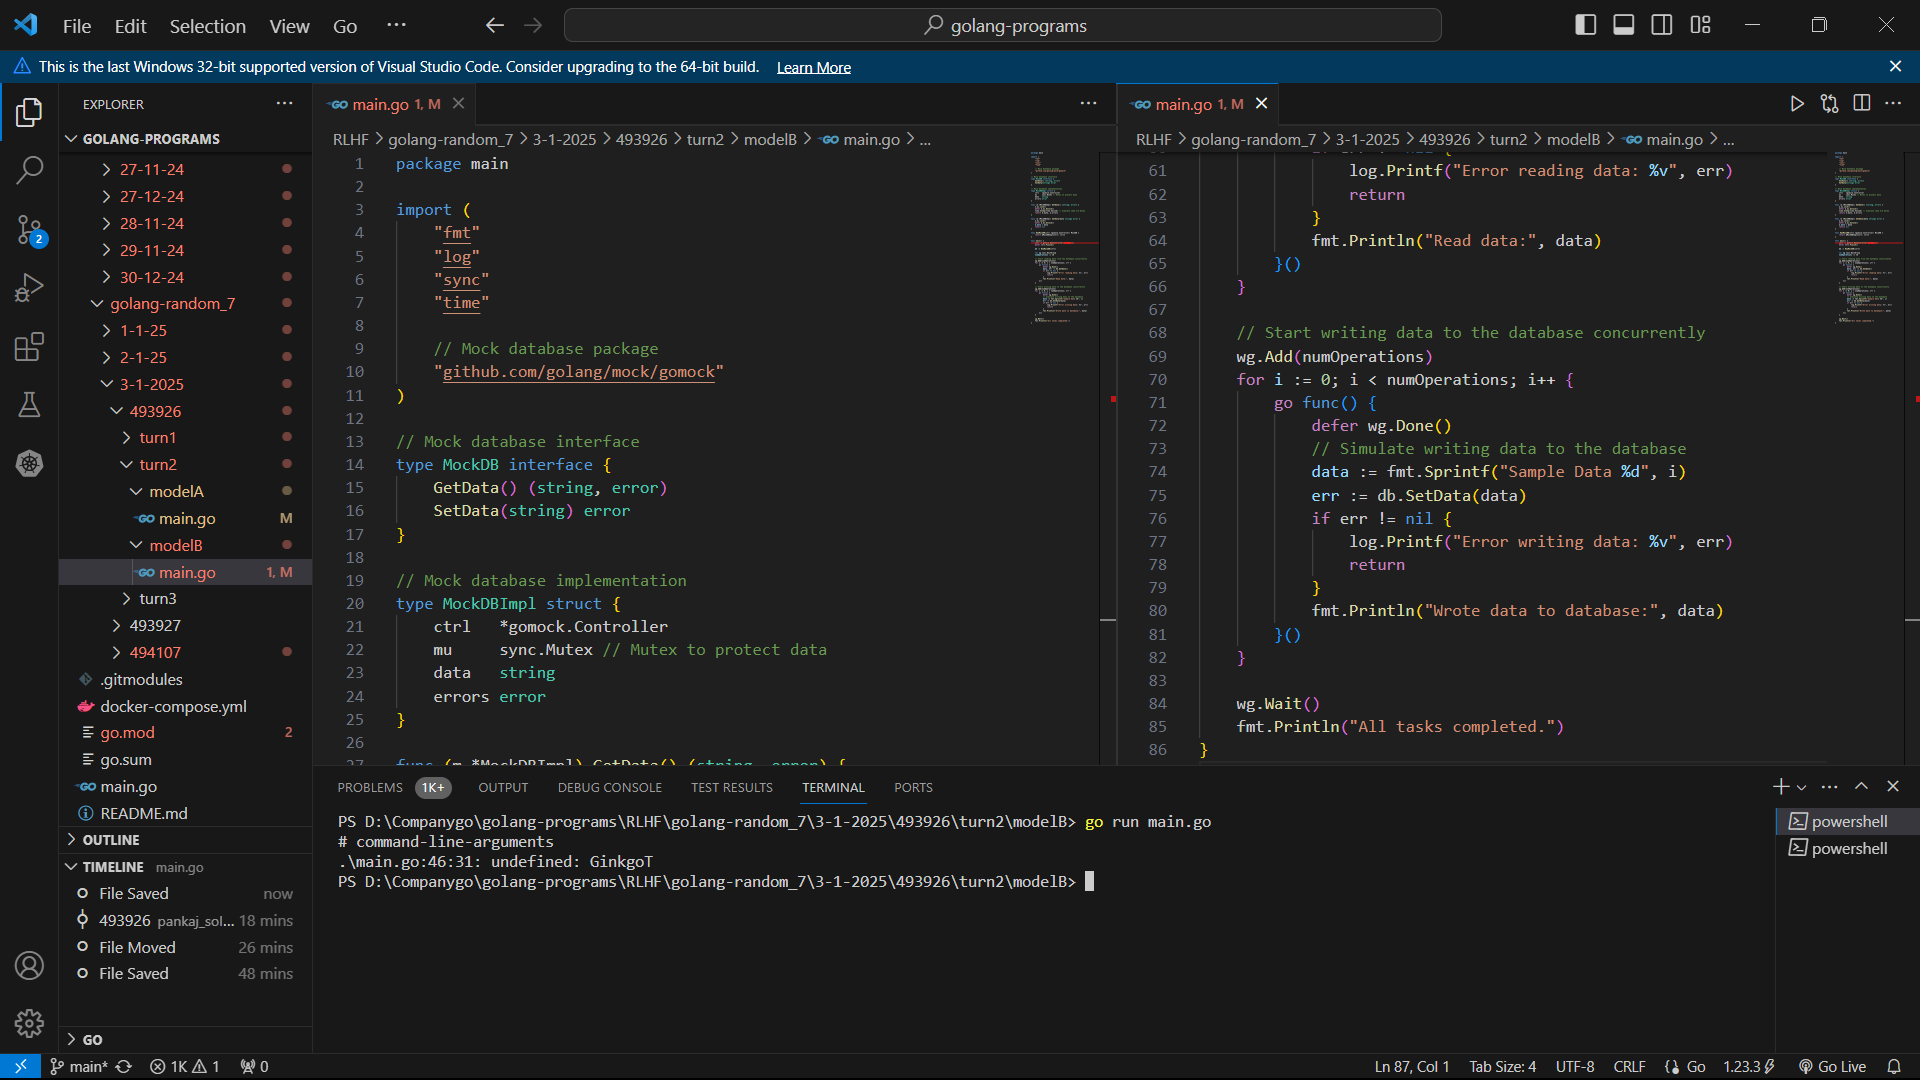 File Edit Selection View Go ··· golang-programs
This is the last Windows 32-bit supported version of Visual Studio Code. Consider upgrading to the 64-bit build. Learn More
EXPLORER
GOLANG-PROGRAMS
27-11-24
27-12-24
28-11-24
29-11-24
30-12-24
golang-random_7
1-1-25
2-1-25
3-1-2025
493926
turn1
turn2
modelA
main.go M
modelB
main.go 1, M
turn3
493927
494107
.gitmodules
docker-compose.yml
go.mod 2
go.sum
main.go
README.md
OUTLINE
TIMELINE main.go
File Saved now
493926 pankaj_sol... 18 mins
File Moved 26 mins
File Saved 48 mins
GO
2
main.go 1, M
RLHF > golang-random_7 > 3-1-2025 > 493926 > turn2 > modelB > main.go > ...
1 package main
2
3 import (
4 "fmt"
5 "log"
6 "sync"
7 "time"
8
9 // Mock database package
10 "github.com/golang/mock/gomock"
11 )
12
13 // Mock database interface
14 type MockDB interface {
15 GetData() (string, error)
16 SetData(string) error
17 }
18
19 // Mock database implementation
20 type MockDBImpl struct {
21 ctrl *gomock.Controller
22 mu sync.Mutex // Mutex to protect data
23 data string
24 errors error
25 }
26
27 func (m *MockDBImpl) GetData() (string, error) {
main.go 1, M
RLHF > golang-random_7 > 3-1-2025 > 493926 > turn2 > modelB > main.go > ...
61 log.Printf("Error reading data: %v", err)
62 return
63 }
64 fmt.Println("Read data:", data)
65 }()
66 }
67
68 // Start writing data to the database concurrently
69 wg.Add(numOperations)
70 for i := 0; i < numOperations; i++ {
71 go func() {
72 defer wg.Done()
73 // Simulate writing data to the database
74 data := fmt.Sprintf("Sample Data %d", i)
75 err := db.SetData(data)
76 if err != nil {
77 log.Printf("Error writing data: %v", err)
78 return
79 }
80 fmt.Println("Wrote data to database:", data)
81 }()
82 }
83
84 wg.Wait()
85 fmt.Println("All tasks completed.")
86 }
PROBLEMS 1K+ OUTPUT DEBUG CONSOLE TEST RESULTS TERMINAL PORTS
PS D:\Companygo\golang-programs\RLHF\golang-random_7\3-1-2025\493926\turn2\modelB> go run main.go
# command-line-arguments
.\main.go:46:31: undefined: GinkgoT
PS D:\Companygo\golang-programs\RLHF\golang-random_7\3-1-2025\493926\turn2\modelB>
powershell
powershell
main* 1K 1 0 Ln 87, Col 1 Tab Size: 4 UTF-8 CRLF Go 1.23.3 Go Live